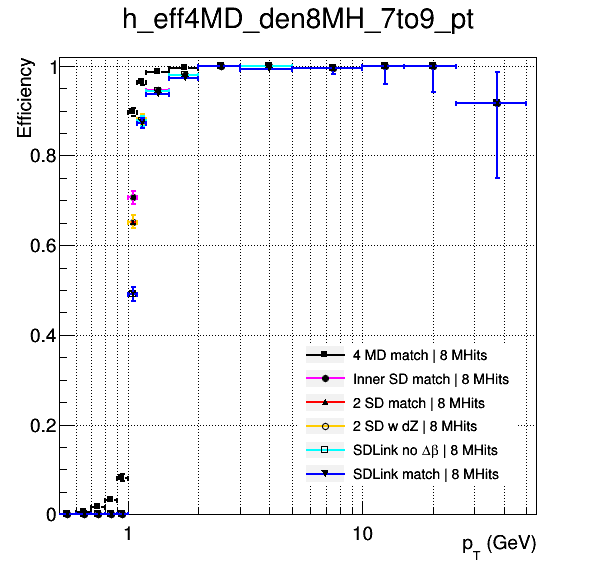 h_eff4MD_den8MH_7to9_pt
Efficiency
1
0.8
0.6
0.4
0.2
0
4 MD match | 8 MHits
Inner SD match | 8 MHits
2 SD match | 8 MHits
2 SD w dZ | 8 MHits
SDLink no Δβ | 8 MHits
SDLink match | 8 MHits
1
10
p_T (GeV)